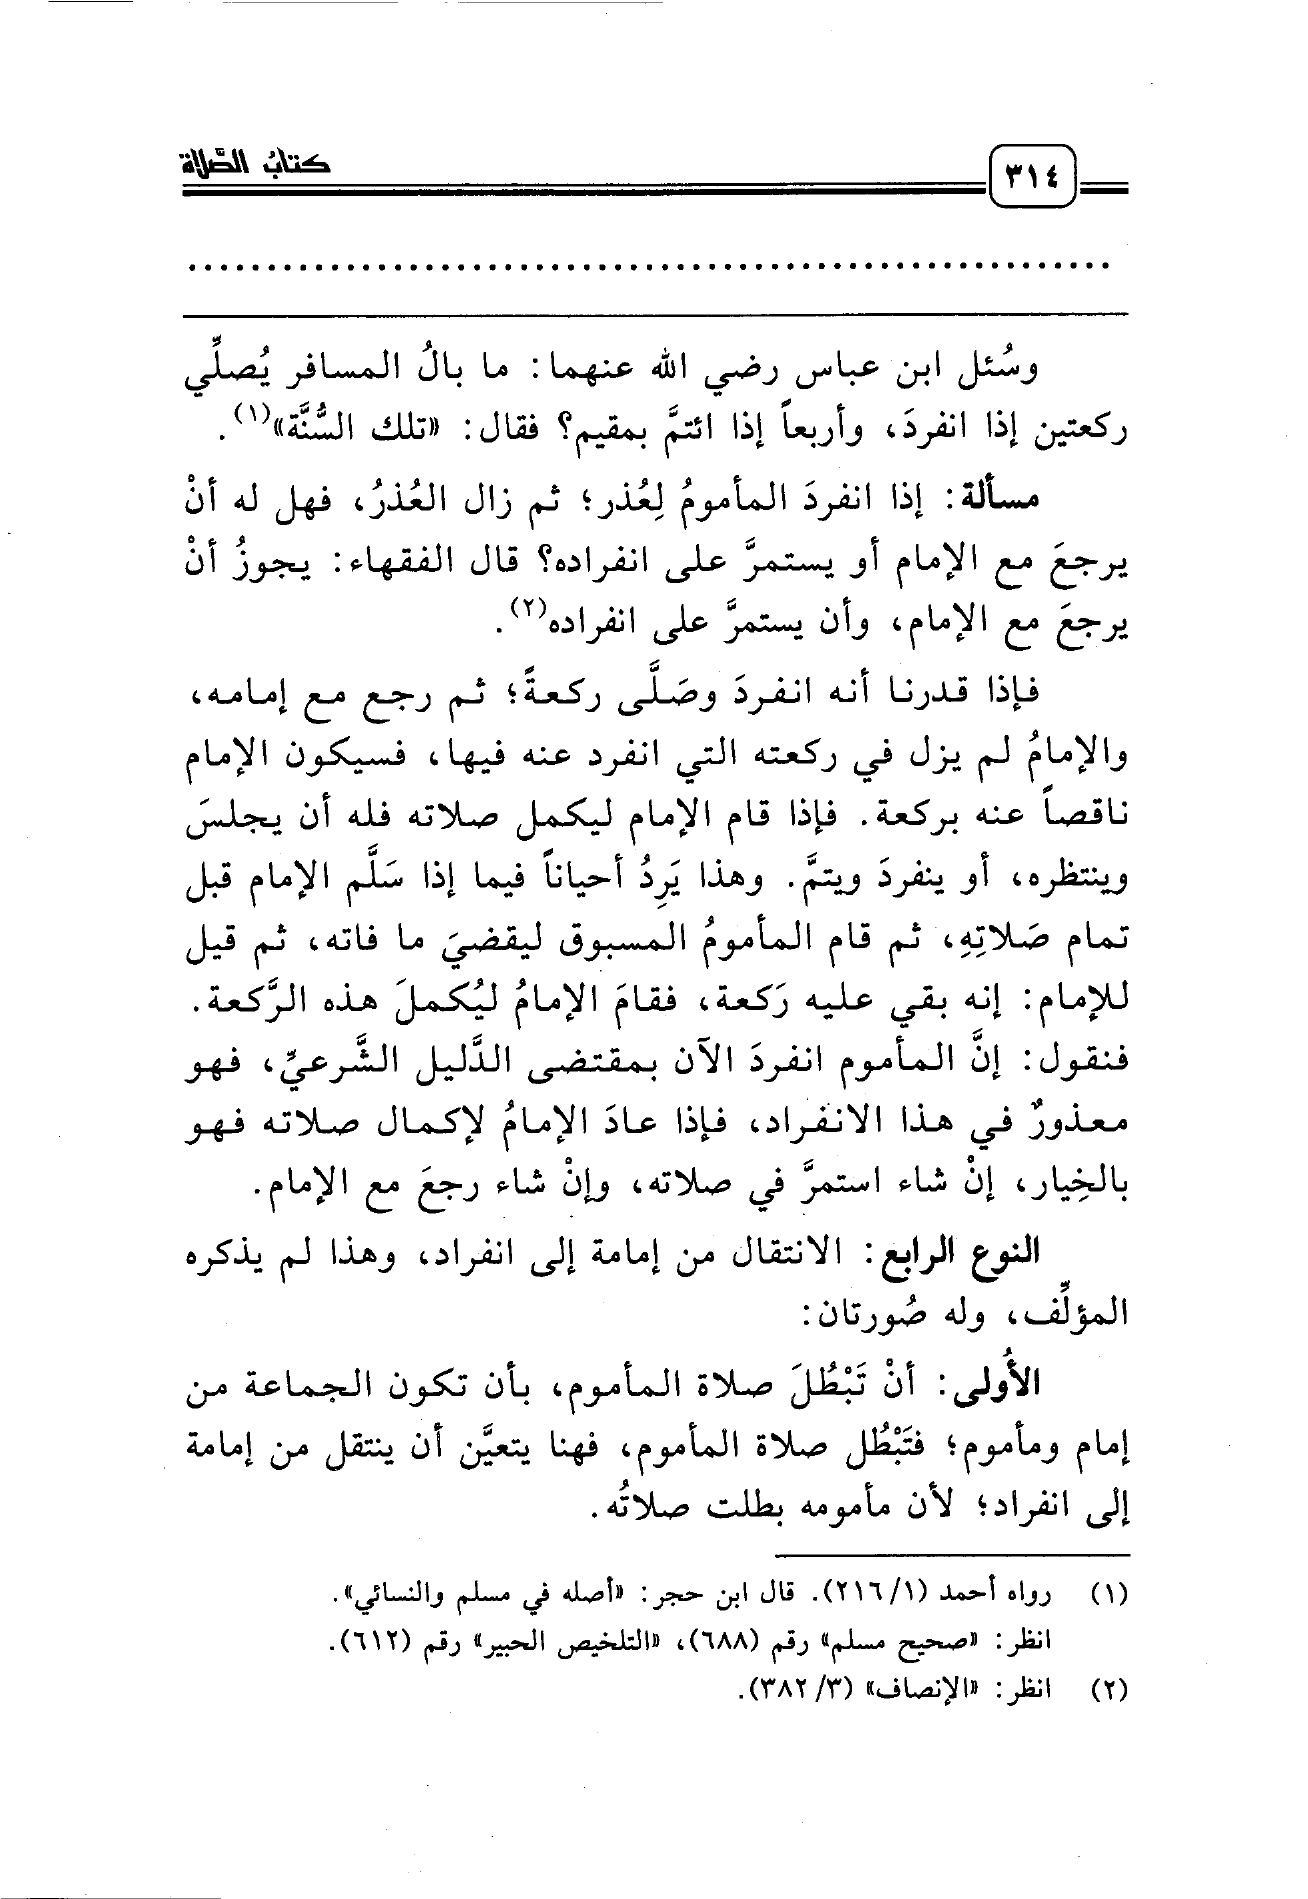 كتابُ الصَّلاة
٣١٤
وسُئل ابن عباس رضي الله عنهما: ما بالُ المسافر يُصلِّي
ركعتين إذا انفردَ، وأربعاً إذا ائتمَّ بمقيم؟ فقال: «تلك السُّنَّة»(١).
مسألة: إذا انفردَ المأمومُ لِعُذر؛ ثم زال العُذرُ، فهل له أنْ
يرجعَ مع الإمام أو يستمرَّ على انفراده؟ قال الفقهاء: يجوزُ أنْ
يرجعَ مع الإمام، وأن يستمرَّ على انفراده(٢).
فإذا قدرنا أنه انفردَ وصَلَّى ركعةً؛ ثم رجع مع إمامه،
والإمامُ لم يزل في ركعته التي انفرد عنه فيها، فسيكون الإمام
ناقصاً عنه بركعة. فإذا قام الإمام ليكمل صلاته فله أن يجلسَ
وينتظره، أو ينفردَ ويتمَّ. وهذا يَرِدُ أحياناً فيما إذا سَلَّم الإمام قبل
تمام صَلاتِهِ، ثم قام المأمومُ المسبوق ليقضيَ ما فاته، ثم قيل
للإمام: إنه بقي عليه رَكعة، فقامَ الإمامُ ليُكملَ هذه الرَّكعة.
فنقول: إنَّ المأموم انفردَ الآن بمقتضى الدَّليل الشَّرعيِّ، فهو
معذورٌ في هذا الانفراد، فإذا عادَ الإمامُ لإكمال صلاته فهو
بالخِيار، إنْ شاء استمرَّ في صلاته، وإنْ شاء رجعَ مع الإمام.
النوع الرابع: الانتقال من إمامة إلى انفراد، وهذا لم يذكره
المؤلِّف، وله صُورتان:
الأُولى: أنْ تَبْطُلَ صلاة المأموم، بأن تكون الجماعة من
إمام ومأموم؛ فتَبْطُل صلاة المأموم، فهنا يتعيَّن أن ينتقل من إمامة
إلى انفراد؛ لأن مأمومه بطلت صلاتُه.
(١) رواه أحمد (١/٢١٦). قال ابن حجر: «أصله في مسلم والنسائي».
انظر: «صحيح مسلم» رقم (٦٨٨)، «التلخيص الحبير» رقم (٦١٢).
(٢) انظر: «الإنصاف» (٣/٣٨٢).